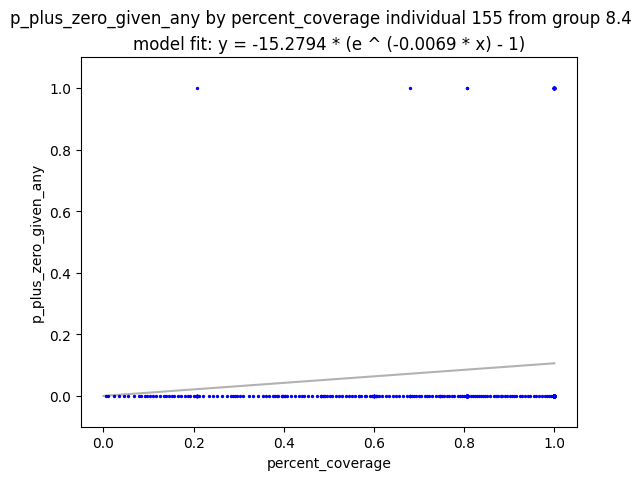 p_plus_zero_given_any by percent_coverage individual 155 from group 8.4
model fit: y = -15.2794 * (e ^ (-0.0069 * x) - 1)
1.0
0.8
0.6
0.4
0.2
0.0
p_plus_zero_given_any
0.0 0.2 0.4 0.6 0.8 1.0
percent_coverage